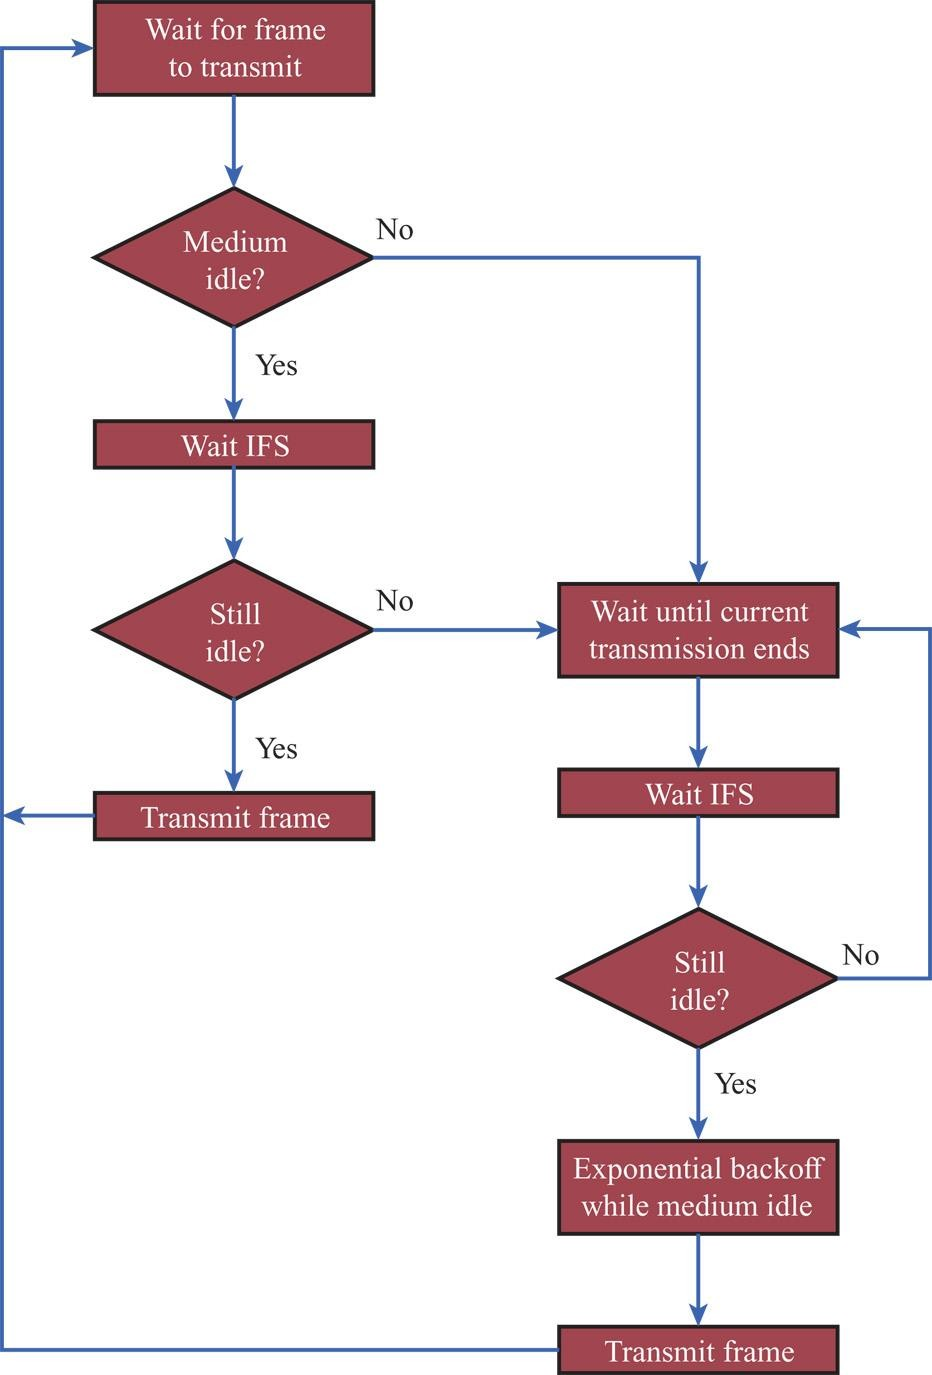 Wait for frame
to transmit
Medium
idle?
No
Yes
Wait IFS
Still
idle?
No
Yes
Transmit frame
Wait until current
transmission ends
Wait IFS
Still
idle?
No
Yes
Exponential backoff
while medium idle
Transmit frame